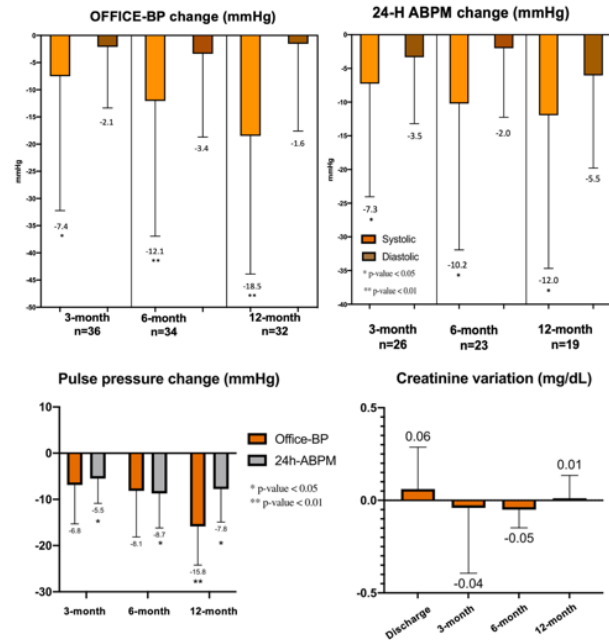 OFFICE-BP change (mmHg)
0
-5
-10
-15
-20
-25
-30
-35
-40
-45
-50
mmHg
-7.4
*
-2.1
-12.1
**
-3.4
-18.5
**
-1.6
3-month
n=36
6-month
n=34
12-month
n=32
24-H ABPM change (mmHg)
0
-5
-10
-15
-20
-25
-30
-35
-40
mmHg
-7.3
*
-3.5
-10.2
*
-2.0
-12.0
*
-5.5
Systolic
Diastolic
* p-value < 0.05
** p-value < 0.01
3-month
n=26
6-month
n=23
12-month
n=19
Pulse pressure change (mmHg)
10
0
-10
-20
-30
-6.8
-5.5
*
-8.1
-8.7
*
-15.8
**
-7.8
*
3-month
6-month
12-month
Office-BP
24h-ABPM
* p-value < 0.05
** p-value < 0.01
Creatinine variation (mg/dL)
0.5
0.0
-0.5
0.06
-0.04
-0.05
0.01
Discharge
3-month
6-month
12-month